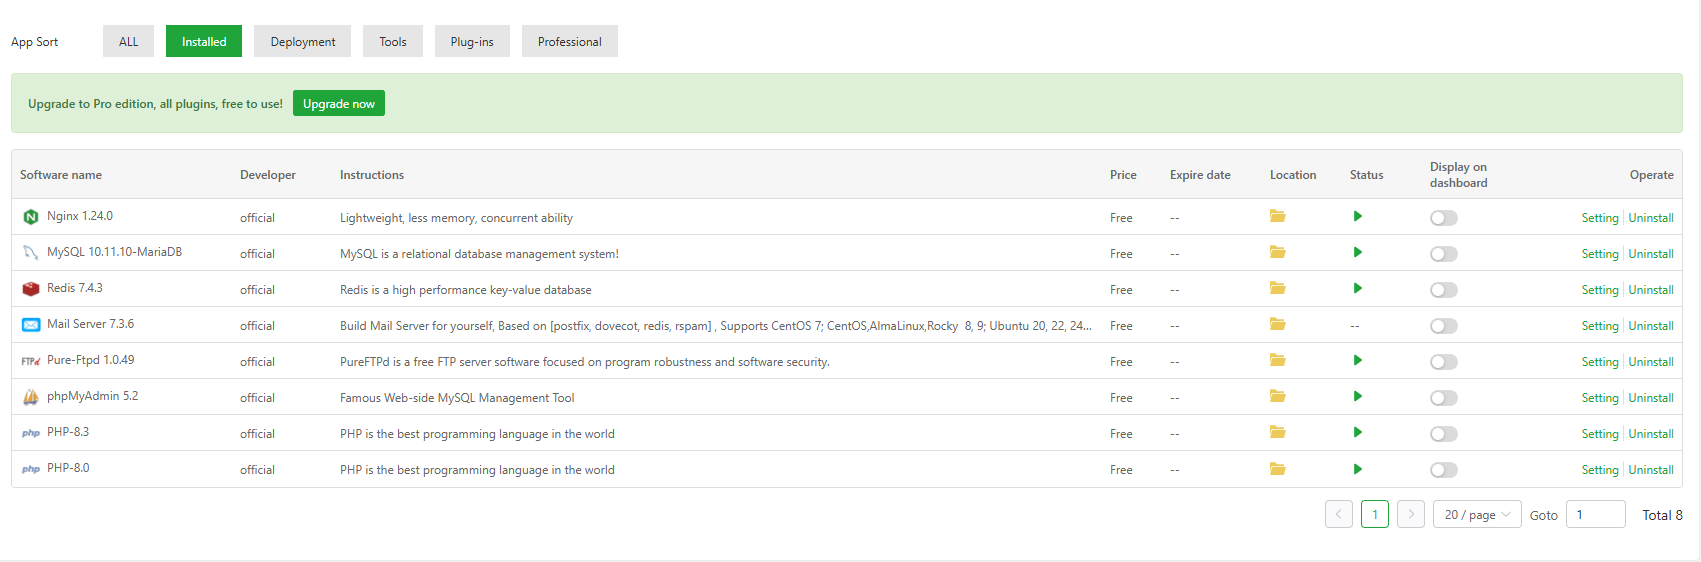 App Sort ALL Installed Deployment Tools Plug-ins Professional
Upgrade to Pro edition, all plugins, free to use! Upgrade now
Software name Developer Instructions Price Expire date Location Status Display on dashboard Operate
Nginx 1.24.0 official Lightweight, less memory, concurrent ability Free -- Setting Uninstall
MySQL 10.11.10-MariaDB official MySQL is a relational database management system! Free -- Setting Uninstall
Redis 7.4.3 official Redis is a high performance key-value database Free -- Setting Uninstall
Mail Server 7.3.6 official Build Mail Server for yourself, Based on [postfix, dovecot, redis, rspam] , Supports CentOS 7; CentOS,AlmaLinux,Rocky 8, 9; Ubuntu 20, 22, 24... Free -- -- Setting Uninstall
FTP Pure-Ftpd 1.0.49 official PureFTPd is a free FTP server software focused on program robustness and software security. Free -- Setting Uninstall
phpMyAdmin 5.2 official Famous Web-side MySQL Management Tool Free -- Setting Uninstall
php PHP-8.3 official PHP is the best programming language in the world Free -- Setting Uninstall
php PHP-8.0 official PHP is the best programming language in the world Free -- Setting Uninstall
1 20 / page Goto 1 Total 8